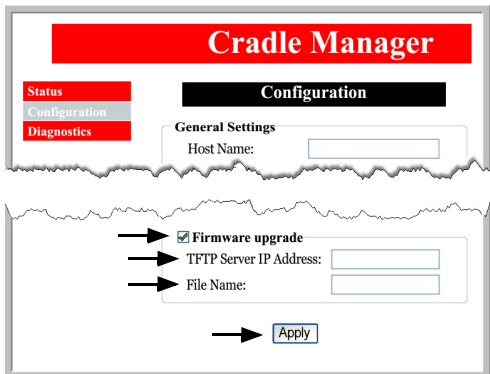 Cradle Manager
Status
Configuration
Diagnostics
Configuration
General Settings
Host Name:
Firmware upgrade
TFTP Server IP Address:
File Name:
Apply